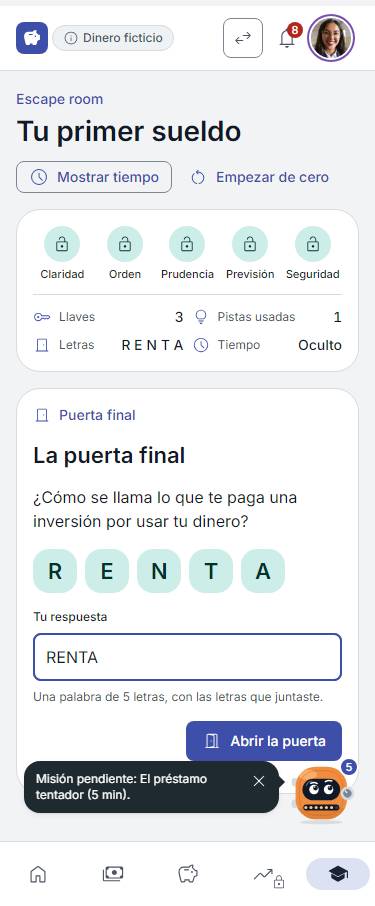 Dinero ficticio
8
Escape room
Tu primer sueldo
Mostrar tiempo
Empezar de cero
Claridad
Orden
Prudencia
Previsión
Seguridad
Llaves 3
Pistas usadas 1
Letras R E N T A
Tiempo Oculto
Puerta final
La puerta final
¿Cómo se llama lo que te paga una
inversión por usar tu dinero?
R E N T A
Tu respuesta
RENTA
Una palabra de 5 letras, con las letras que juntaste.
Abrir la puerta
Misión pendiente: El préstamo
tentador (5 min).
5